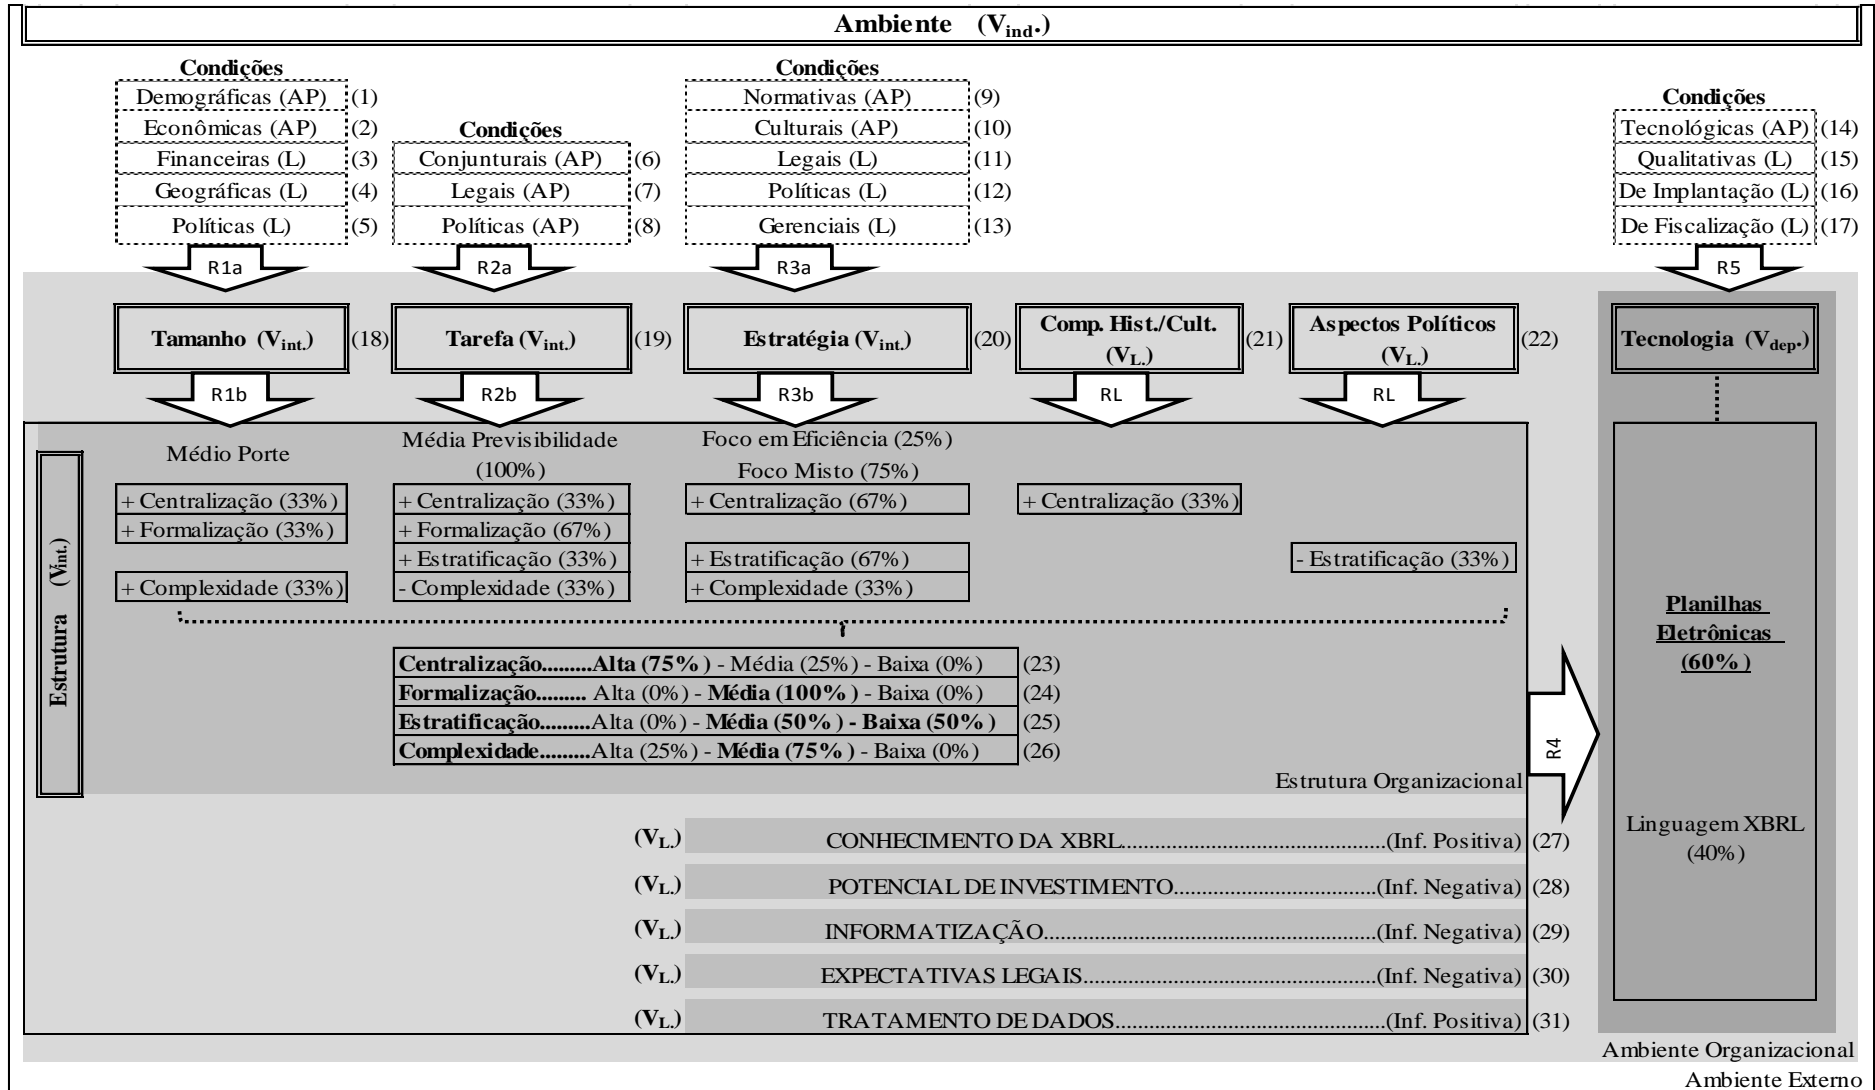 Ambiente (Vind.)
Condições
Demográficas (AP) (1)
Econômicas (AP) (2)
Financeiras (L) (3)
Geográficas (L) (4)
Políticas (L) (5)
R1a
Condições
Conjunturais (AP) (6)
Legais (AP) (7)
Políticas (AP) (8)
R2a
Condições
Normativas (AP) (9)
Culturais (AP) (10)
Legais (L) (11)
Políticas (L) (12)
Gerenciais (L) (13)
R3a
Condições
Tecnológicas (AP) (14)
Qualitativas (L) (15)
De Implantação (L) (16)
De Fiscalização (L) (17)
R5
Tamanho (Vint.) (18)
Tarefa (Vint.) (19)
Estratégia (Vint.) (20)
Comp. Hist./Cult.
(VL.) (21)
Aspectos Políticos
(VL.) (22)
Tecnologia (Vdep.)
R1b
R2b
R3b
RL
RL
Estrutura (Vint.)
Médio Porte
+ Centralização (33%)
+ Formalização (33%)
+ Complexidade (33%)
Média Previsibilidade
(100%)
+ Centralização (33%)
+ Formalização (67%)
+ Estratificação (33%)
- Complexidade (33%)
Foco em Eficiência (25%)
Foco Misto (75%)
+ Centralização (67%)
+ Estratificação (67%)
+ Complexidade (33%)
+ Centralização (33%)
- Estratificação (33%)
Centralização.........Alta (75%) - Média (25%) - Baixa (0%) (23)
Formalização......... Alta (0%) - Média (100%) - Baixa (0%) (24)
Estratificação.........Alta (0%) - Média (50%) - Baixa (50%) (25)
Complexidade.........Alta (25%) - Média (75%) - Baixa (0%) (26)
Estrutura Organizacional
R4
Planilhas
Eletrônicas
(60%)
Linguagem XBRL
(40%)
(VL.) CONHECIMENTO DA XBRL..............................................(Inf. Positiva) (27)
(VL.) POTENCIAL DE INVESTIMENTO....................................(Inf. Negativa) (28)
(VL.) INFORMATIZAÇÃO............................................................(Inf. Negativa) (29)
(VL.) EXPECTATIVAS LEGAIS.....................................................(Inf. Negativa) (30)
(VL.) TRATAMENTO DE DADOS................................................(Inf. Positiva) (31)
Ambiente Organizacional
Ambiente Externo